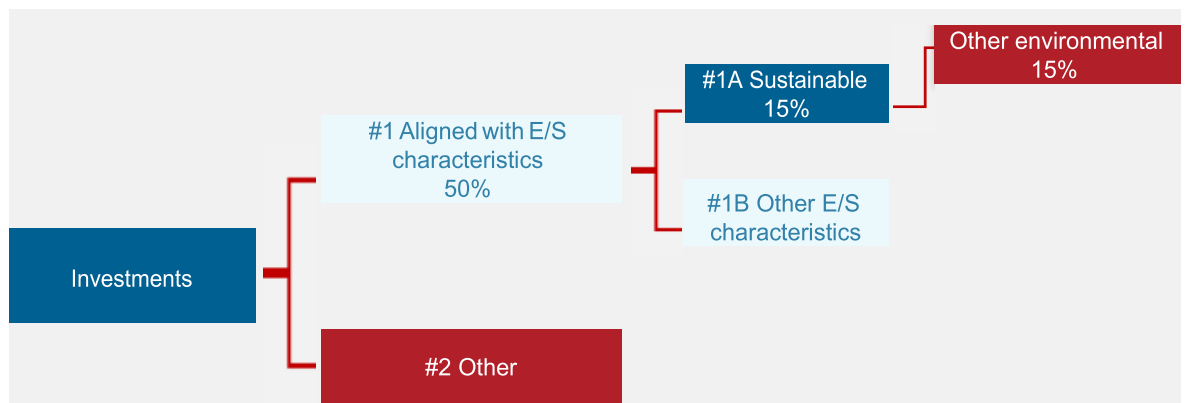 Other environmental
15%
#1A Sustainable
15%
#1 Aligned with E/S
characteristics
50%
#1B Other E/S
characteristics
Investments
#2 Other